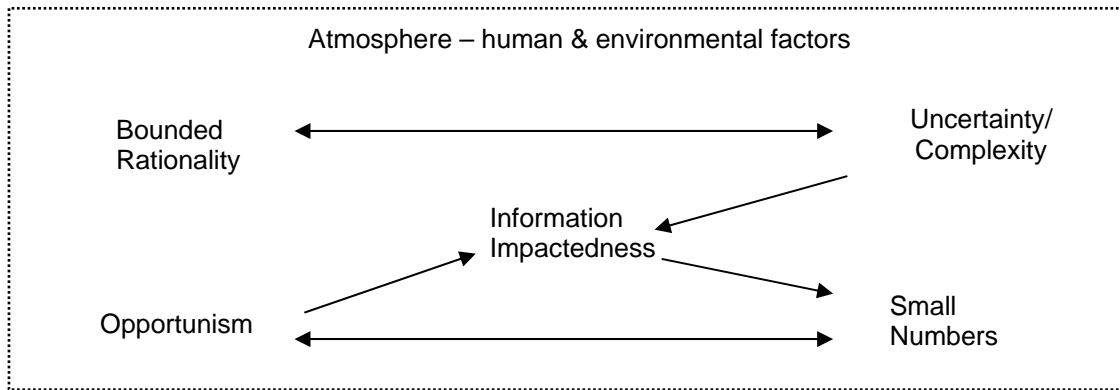 Atmosphere – human & environmental factors
Bounded
Rationality
Uncertainty/
Complexity
Information
Impactedness
Opportunism
Small
Numbers